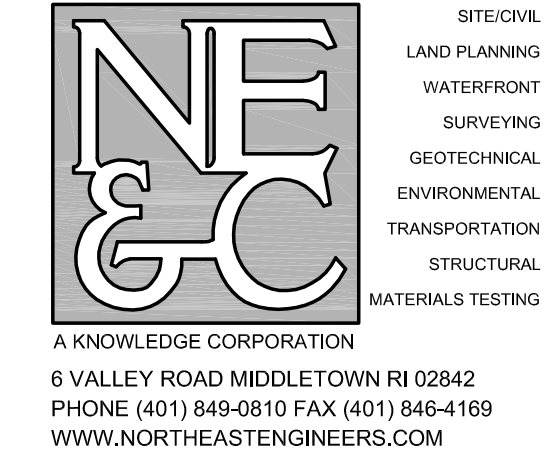 NE
&C
SITE/CIVIL
LAND PLANNING
WATERFRONT
SURVEYING
GEOTECHNICAL
ENVIRONMENTAL
TRANSPORTATION
STRUCTURAL
MATERIALS TESTING
A KNOWLEDGE CORPORATION
6 VALLEY ROAD MIDDLETOWN RI 02842
PHONE (401) 849-0810 FAX (401) 846-4169
WWW.NORTHEASTENGINEERS.COM